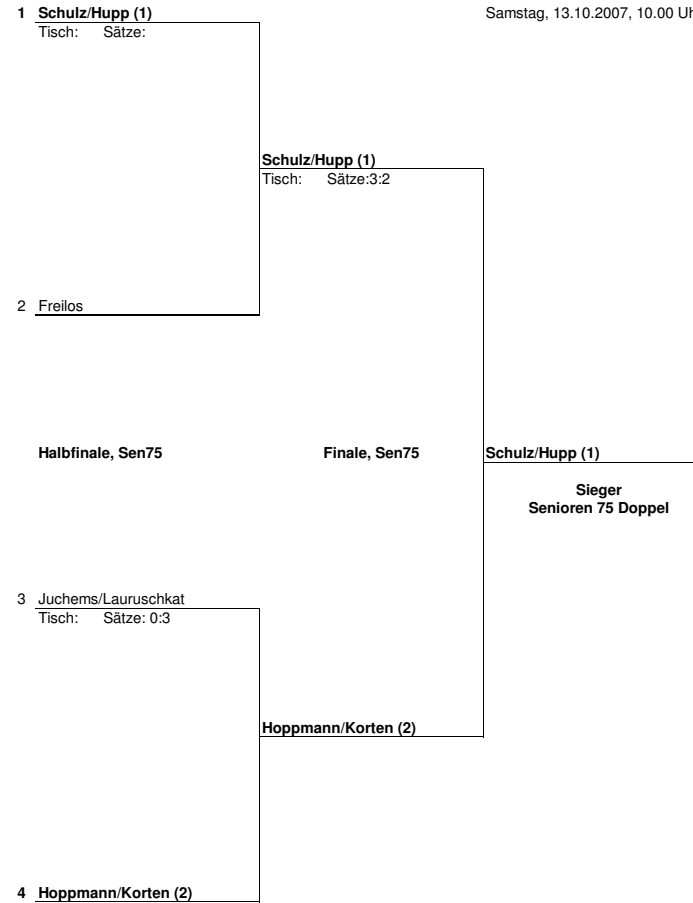 1 Schulz/Hupp (1)
Samstag, 13.10.2007, 10.00 Uh
Tisch: Sätze:
Schulz/Hupp (1)
Tisch: Sätze:3:2
2 Freilos
Halbfinale, Sen75
Finale, Sen75
Schulz/Hupp (1)
Sieger
Senioren 75 Doppel
3 Juchems/Lauruschkat
Tisch: Sätze: 0:3
Hoppmann/Korten (2)
4 Hoppmann/Korten (2)